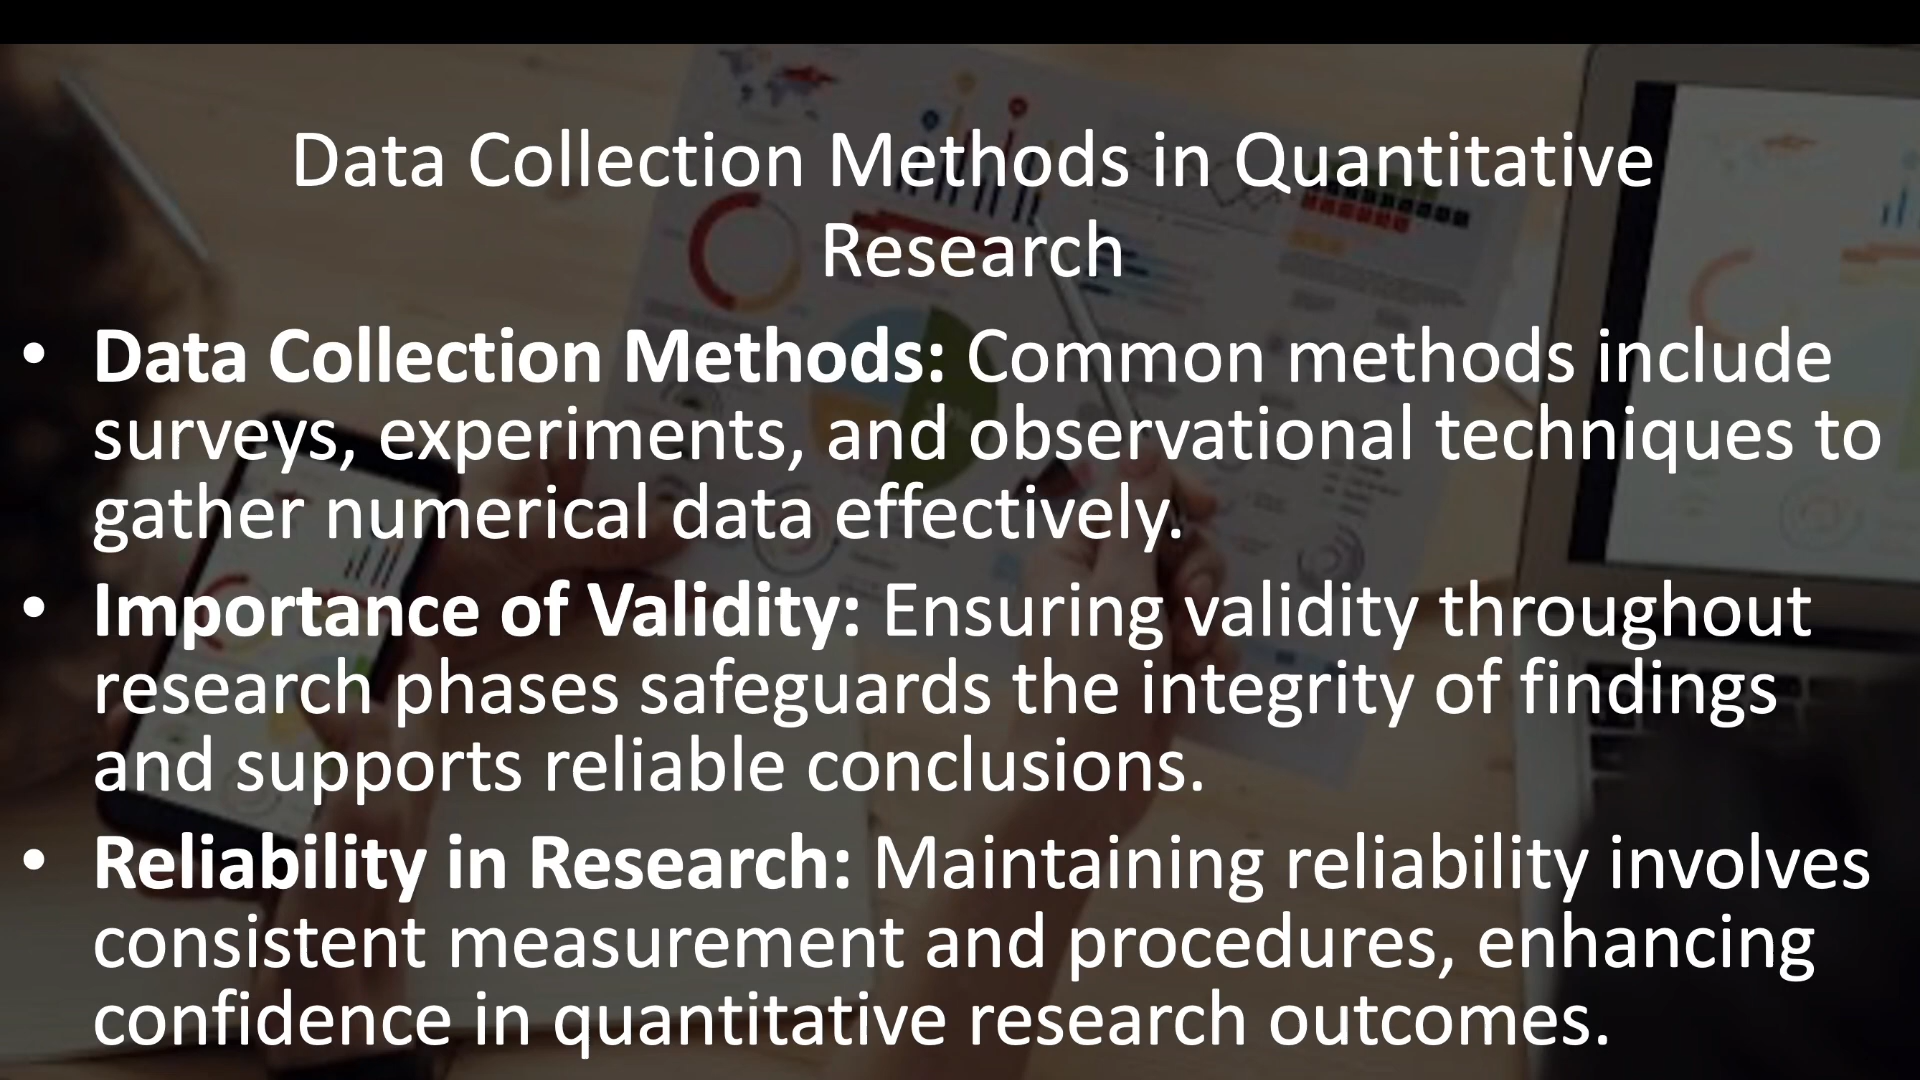 Data Collection Methods in Quantitative
Research
• Data Collection Methods: Common methods include
surveys, experiments, and observational techniques to
gather numerical data effectively.
• Importance of Validity: Ensuring validity throughout
research phases safeguards the integrity of findings
and supports reliable conclusions.
• Reliability in Research: Maintaining reliability involves
consistent measurement and procedures, enhancing
confidence in quantitative research outcomes.